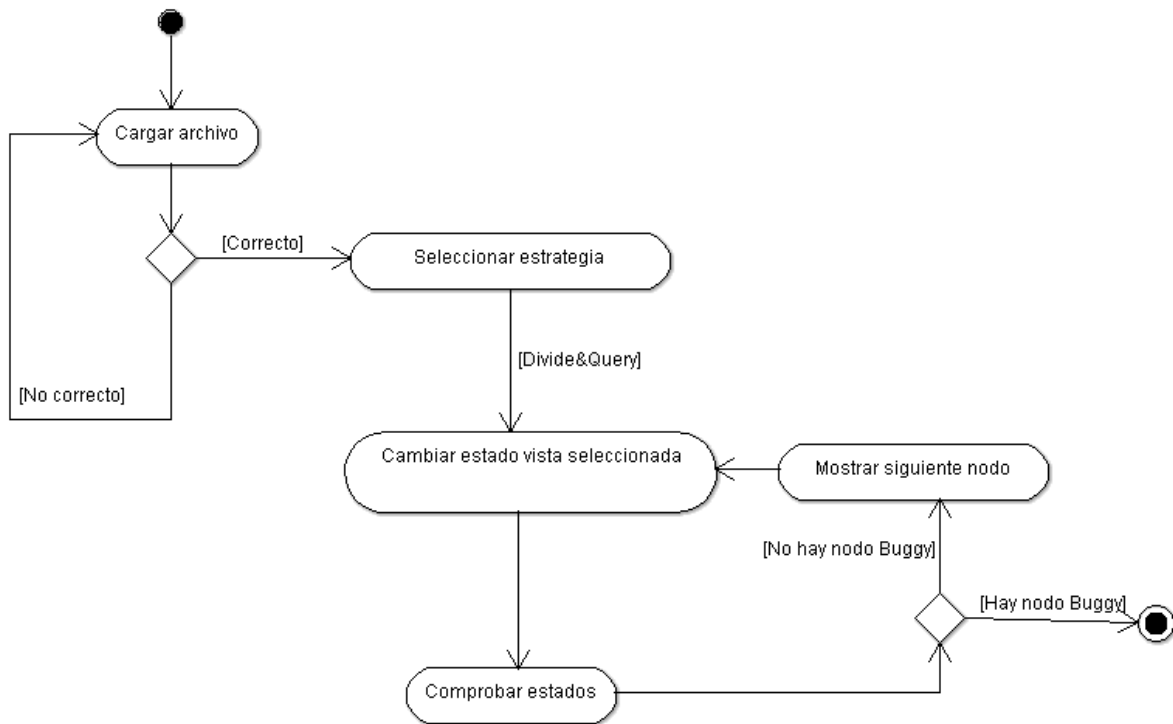 Cargar archivo
[Correcto]
Seleccionar estrategia
[Divide&Query]
[No correcto]
Cambiar estado vista seleccionada
Mostrar siguiente nodo
[No hay nodo Buggy]
[Hay nodo Buggy]
Comprobar estados